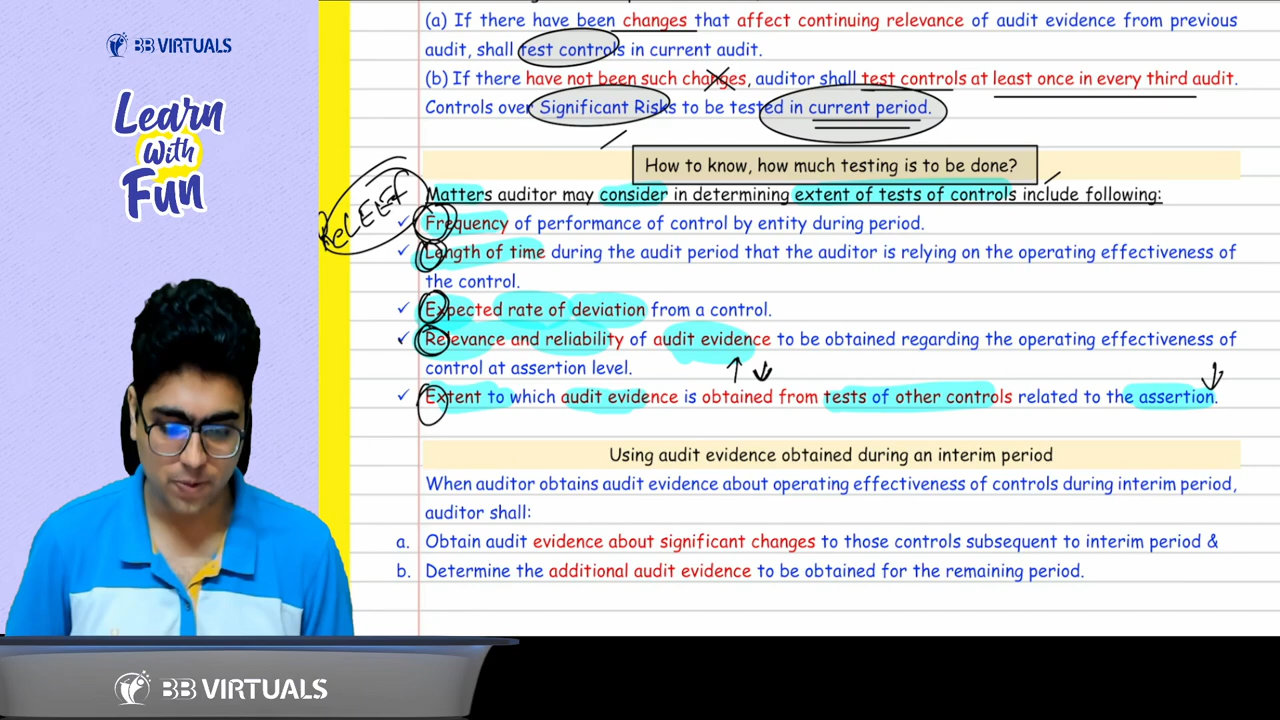 BB VIRTUALS
Learn
With
Fun
(a) If there have been changes that affect continuing relevance of audit evidence from previous
audit, shall test controls in current audit.
(b) If there have not been such changes, auditor shall test controls at least once in every third audit.
Controls over Significant Risks to be tested in current period.
How to know, how much testing is to be done?
Matters auditor may consider in determining extent of tests of controls include following:
✓ Frequency of performance of control by entity during period.
✓ Length of time during the audit period that the auditor is relying on the operating effectiveness of
the control.
✓ Expected rate of deviation from a control.
✓ Relevance and reliability of audit evidence to be obtained regarding the operating effectiveness of
control at assertion level.
✓ Extent to which audit evidence is obtained from tests of other controls related to the assertion.
Using audit evidence obtained during an interim period
When auditor obtains audit evidence about operating effectiveness of controls during interim period,
auditor shall:
a. Obtain audit evidence about significant changes to those controls subsequent to interim period &
b. Determine the additional audit evidence to be obtained for the remaining period.
BB VIRTUALS